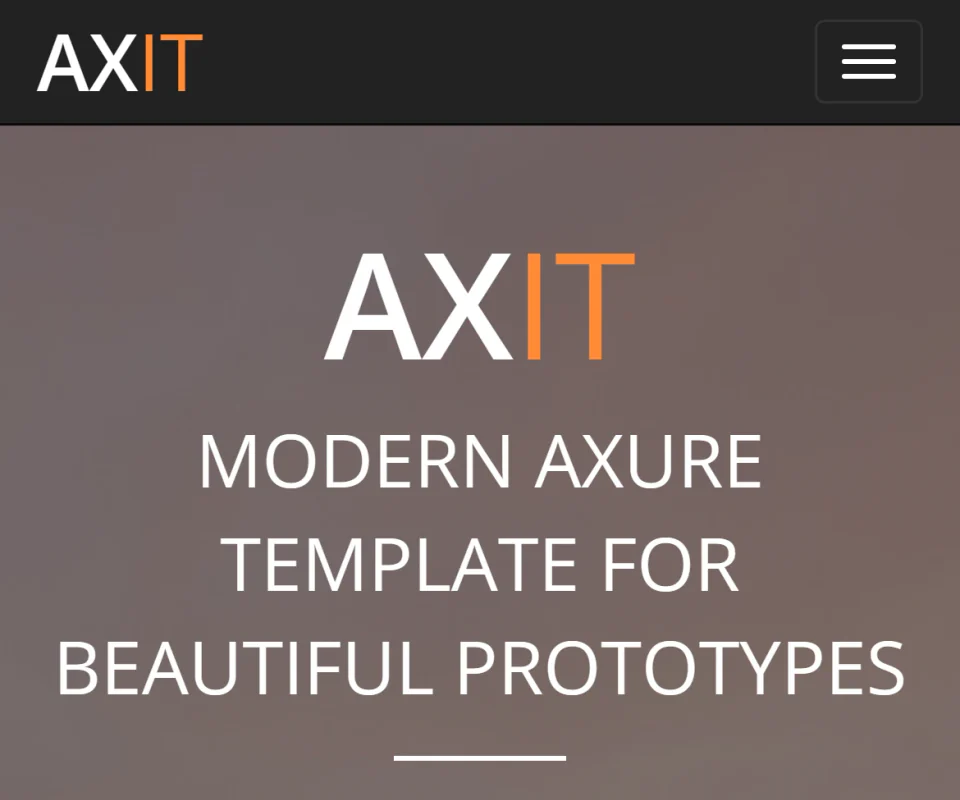 AXIT
AXIT
MODERN AXURE
TEMPLATE FOR
BEAUTIFUL PROTOTYPES